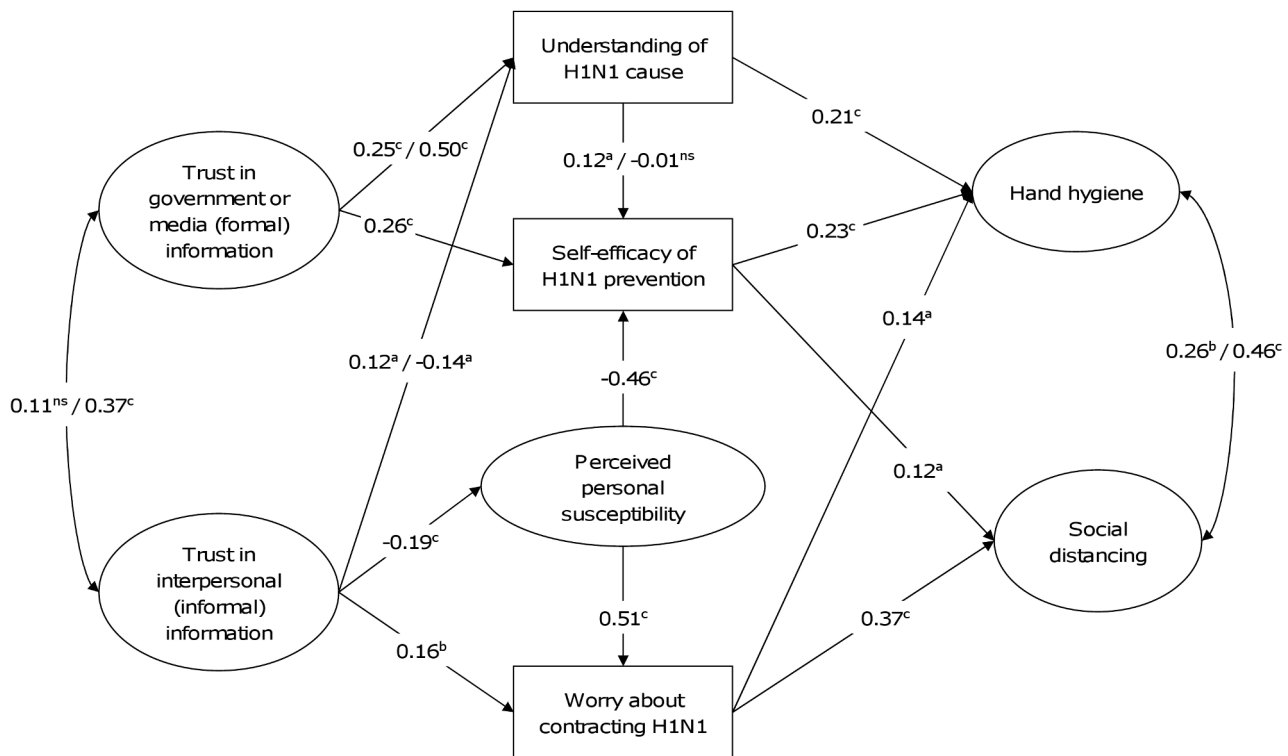 Understanding of
H1N1 cause
0.21ᶜ
0.25ᶜ / 0.50ᶜ
Trust in
government or
media (formal)
information
0.12ᵃ / -0.01ⁿˢ
Hand hygiene
0.26ᶜ
0.23ᶜ
Self-efficacy of
H1N1 prevention
0.14ᵃ
0.12ᵃ / -0.14ᵃ
0.26ᵇ / 0.46ᶜ
-0.46ᶜ
0.11ⁿˢ / 0.37ᶜ
Perceived
personal
susceptibility
0.12ᵃ
Social
distancing
-0.19ᶜ
Trust in
interpersonal
(informal)
information
0.51ᶜ
0.37ᶜ
0.16ᵇ
Worry about
contracting H1N1